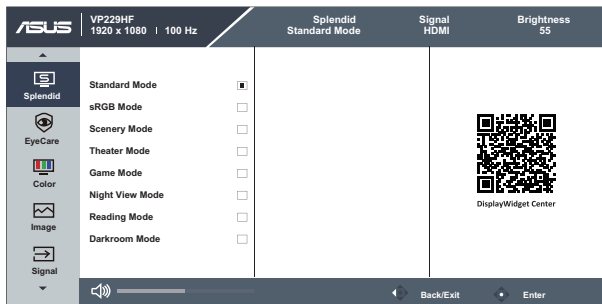 ASUS
VP229HF
1920 x 1080 | 100 Hz
Splendid
Standard Mode
Signal
HDMI
Brightness
55
Splendid
EyeCare
Color
Image
Signal
Standard Mode
sRGB Mode
Scenery Mode
Theater Mode
Game Mode
Night View Mode
Reading Mode
Darkroom Mode
DisplayWidget Center
Back/Exit
Enter